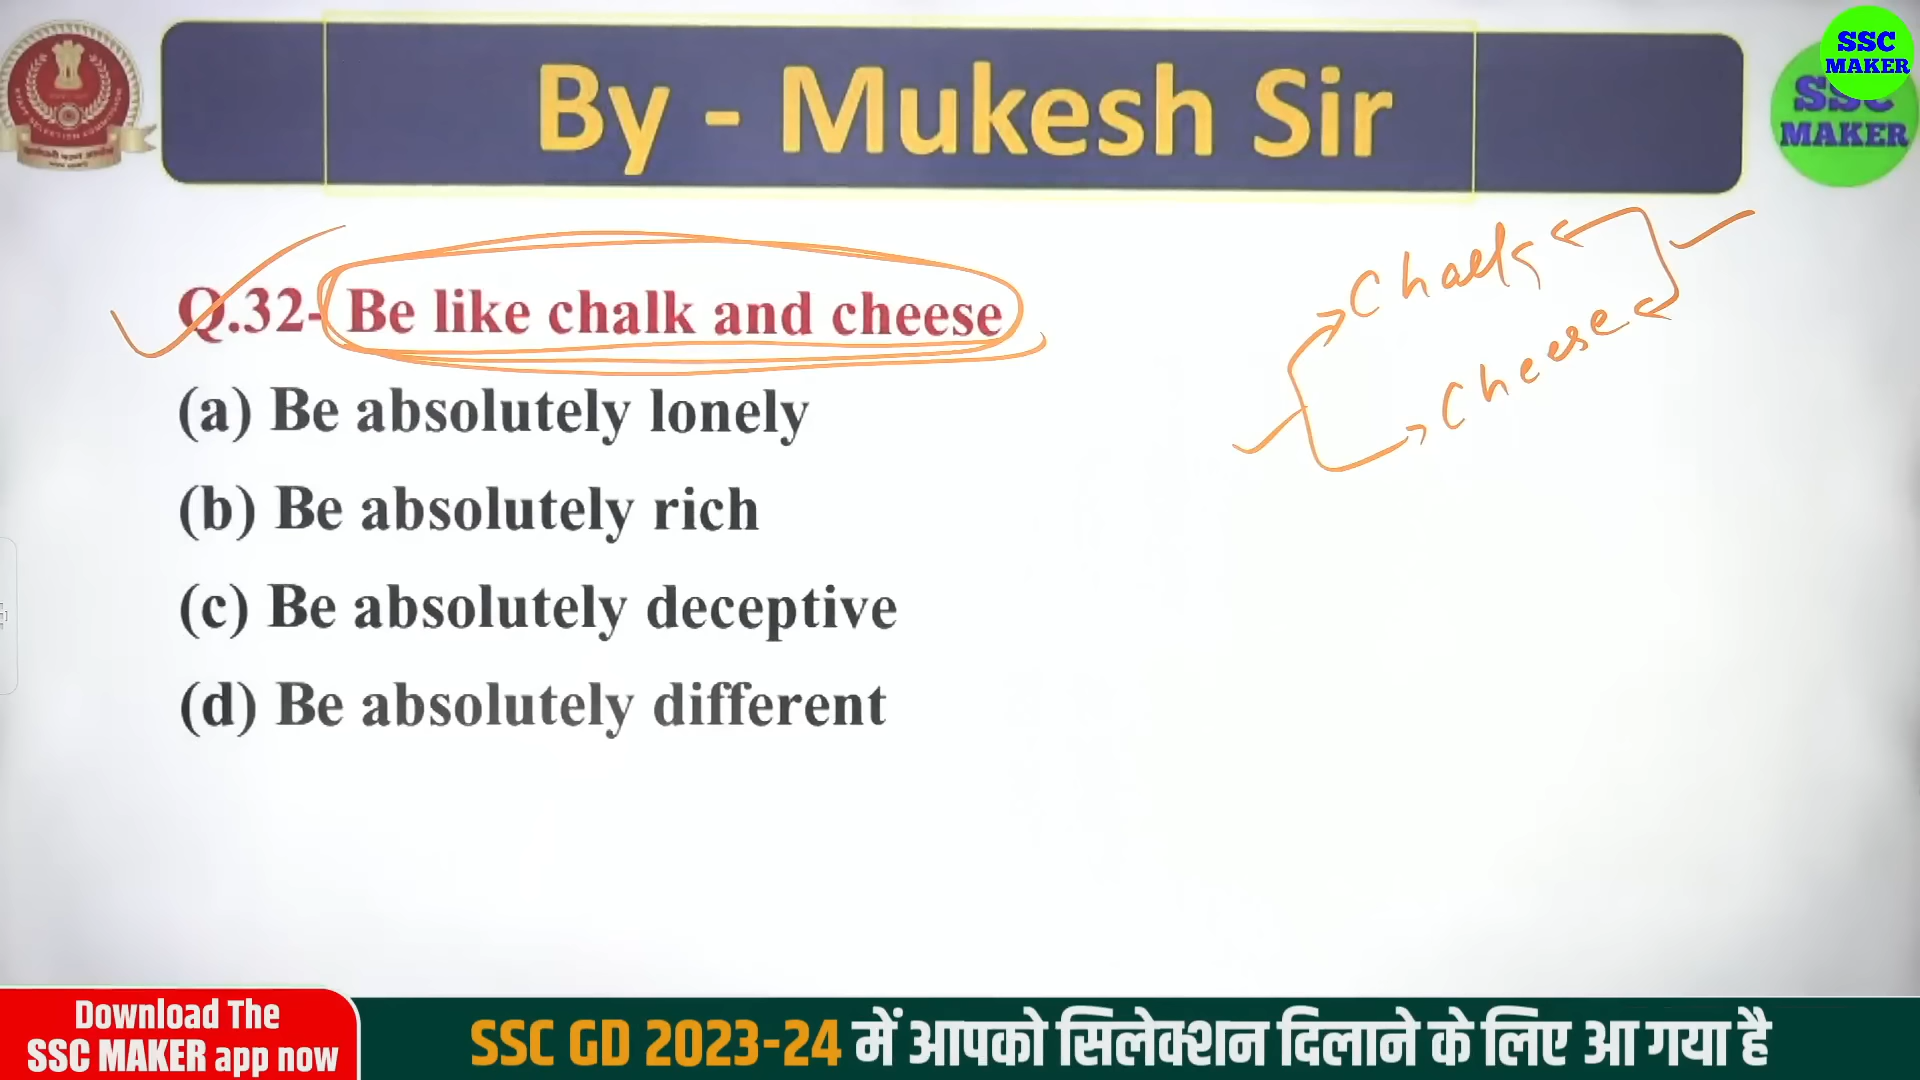 By - Mukesh Sir
SSC
MAKER
SSC
MAKER
Q.32- Be like chalk and cheese
Chalk
Cheese
(a) Be absolutely lonely
(b) Be absolutely rich
(c) Be absolutely deceptive
(d) Be absolutely different
Download The
SSC MAKER app now
SSC GD 2023-24 में आपको सिलेक्शन दिलाने के लिए आ गया है